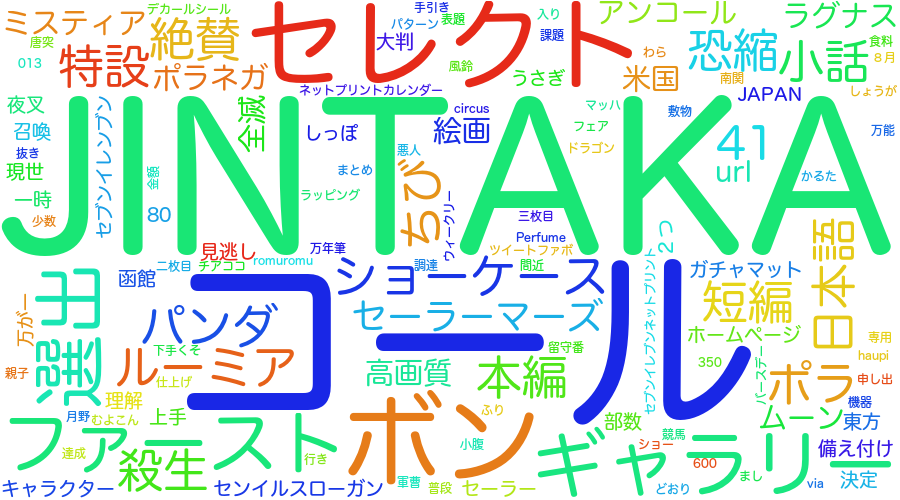 ミスティア
デカールシール
手引き
表題
入り
アンコール
ラグナス
唐突
013
絶賛
特設
ポラネガ
セレクト
パターン
大判
課題
風鈴
うさぎ
わら
米国
恐縮
南関
小話
食料
8月
しょうが
夜叉
召喚
抜き
現世
一時
少数
セブンイレンブン
金額
80
全滅
ネットプリントカレンダー
しっぽ
circus
絵画
悪人
まとめ
ラッピング
ちび
ウィークリー
マッハ
フェア
ドラゴン
敷物
JAPAN
41
url
かるた
万能
JINTAKA
三枚目
Perfume
ツイートファボ
間近
見逃し
万年筆
チアココ
romuromu
二枚目
函館
調達
ショーケース
セーラーマーズ
セブンイレブンネットプリント
2つ
ガチャマット
短編
日本語
ホームページ
専用
haupi
350
バースデー
申し出
万が一
選出
パンダ
下手くそ
ルーミア
仕上げ
コール
高画質
留守番
本編
ポラ
親子
月野
理解
むよこん
上手
機器
ムーン
東方
ファースト
達成
殺生
行き
ボン
ふり
小腹
部数
競馬
ギャラリー
ショー
600
備え付け
まし
via
決定
どおり
キャラクター
センイルスローガン
軍曹
普段
セーラー